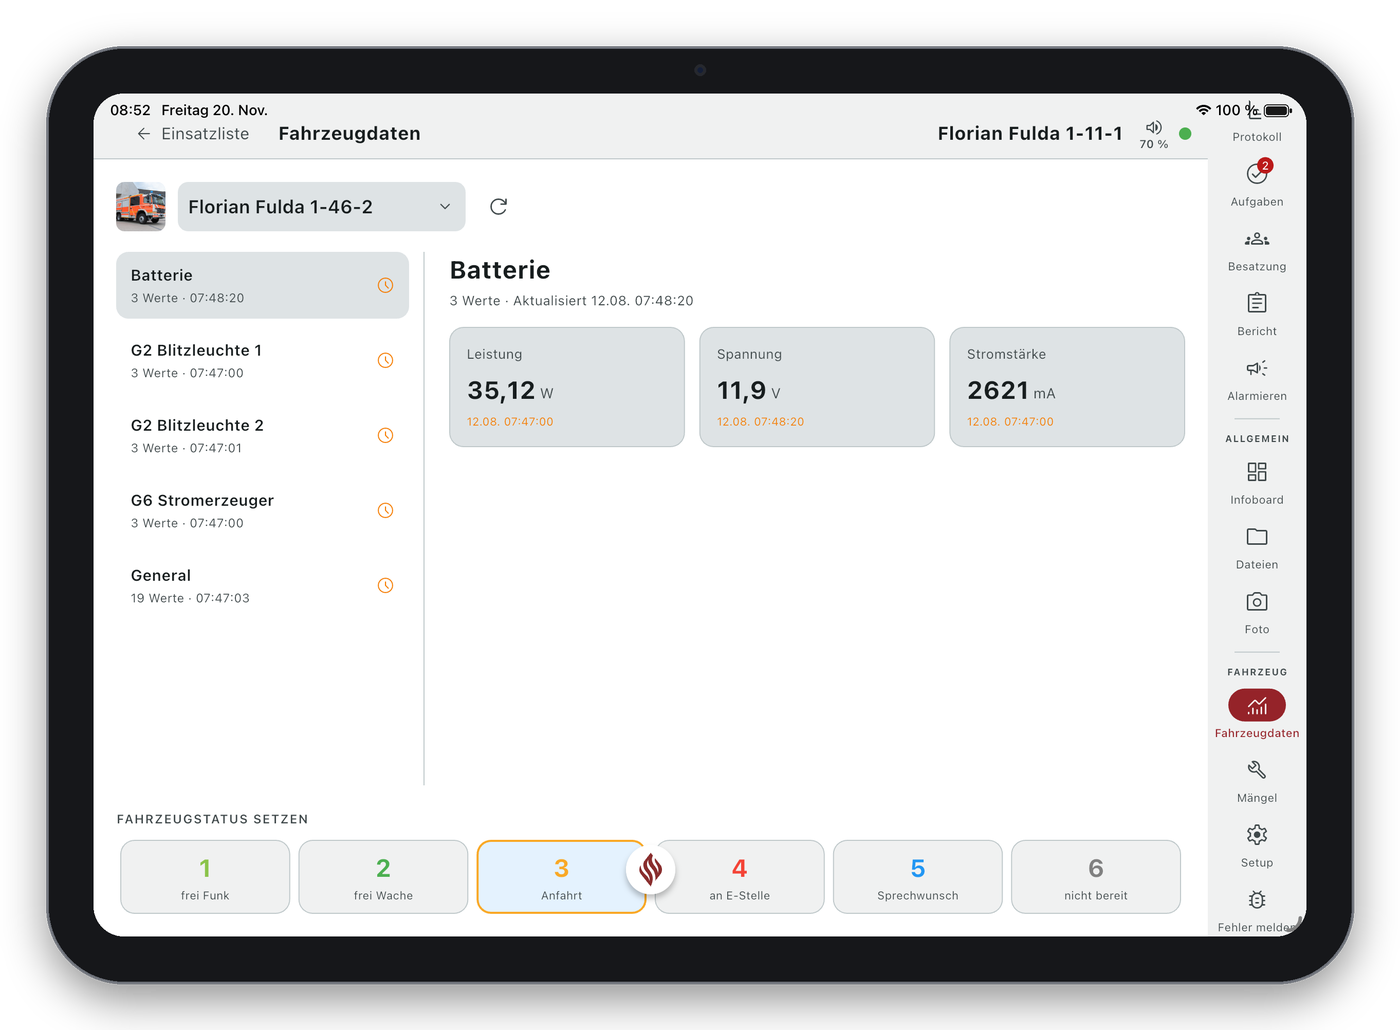 08:52 Freitag 20. Nov.
100 %
Einsatzliste
Fahrzeugdaten
Florian Fulda 1-11-1
70 %
Florian Fulda 1-46-2
Batterie
3 Werte · 07:48:20
G2 Blitzleuchte 1
3 Werte · 07:47:00
G2 Blitzleuchte 2
3 Werte · 07:47:01
G6 Stromerzeuger
3 Werte · 07:47:00
General
19 Werte · 07:47:03
Batterie
3 Werte · Aktualisiert 12.08. 07:48:20
Leistung
35,12 W
12.08. 07:47:00
Spannung
11,9 V
12.08. 07:48:20
Stromstärke
2621 mA
12.08. 07:47:00
FAHRZEUGSTATUS SETZEN
1
frei Funk
2
frei Wache
3
Anfahrt
4
an E-Stelle
5
Sprechwunsch
6
nicht bereit
Protokoll
2
Aufgaben
Besatzung
Bericht
Alarmieren
ALLGEMEIN
Infoboard
Dateien
Foto
FAHRZEUG
Fahrzeugdaten
Mängel
Setup
Fehler melden